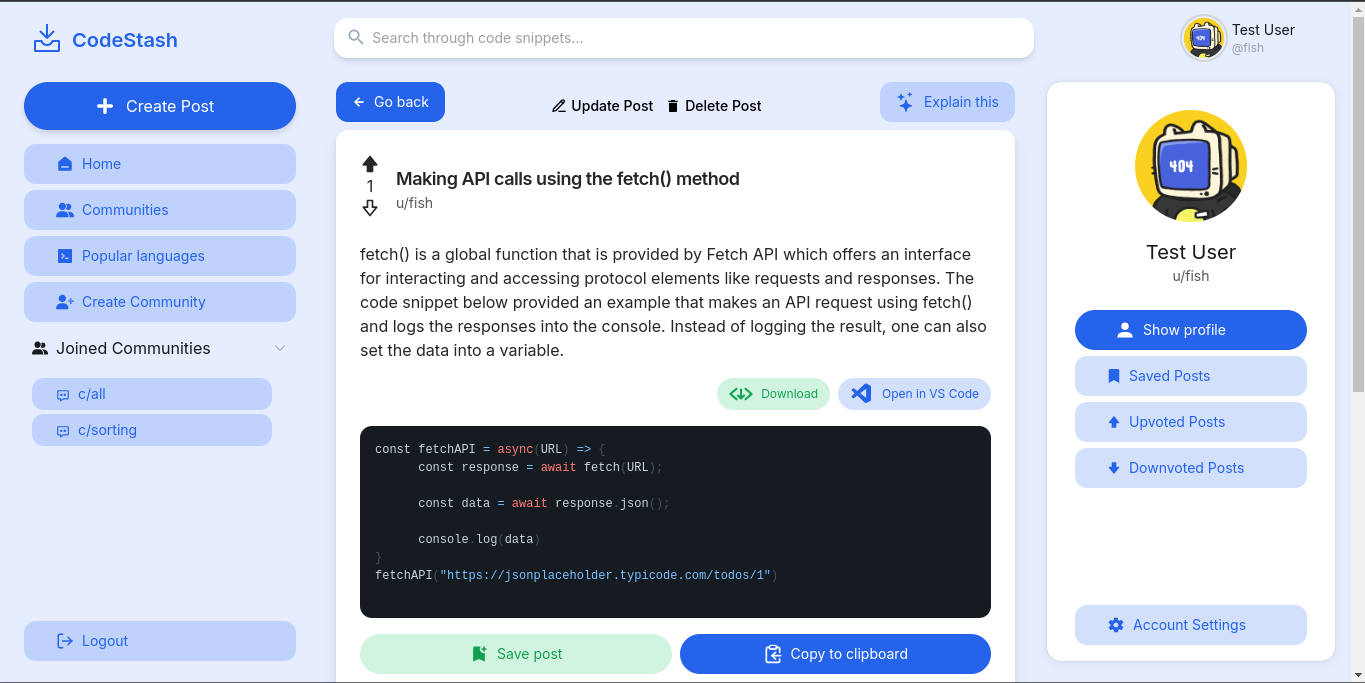 CodeStash
Search through code snippets...
Test User
@fish
Create Post
Home
Communities
Popular languages
Create Community
Joined Communities
c/all
c/sorting
Logout
Go back
Update Post
Delete Post
Explain this
1
Making API calls using the fetch() method
u/fish
fetch() is a global function that is provided by Fetch API which offers an interface
for interacting and accessing protocol elements like requests and responses. The
code snippet below provided an example that makes an API request using fetch()
and logs the responses into the console. Instead of logging the result, one can also
set the data into a variable.
Download
Open in VS Code
const fetchAPI = async(URL) => {
const response = await fetch(URL);
const data = await response.json();
console.log(data)
}
fetchAPI("https://jsonplaceholder.typicode.com/todos/1")
Save post
Copy to clipboard
404
Test User
u/fish
Show profile
Saved Posts
Upvoted Posts
Downvoted Posts
Account Settings